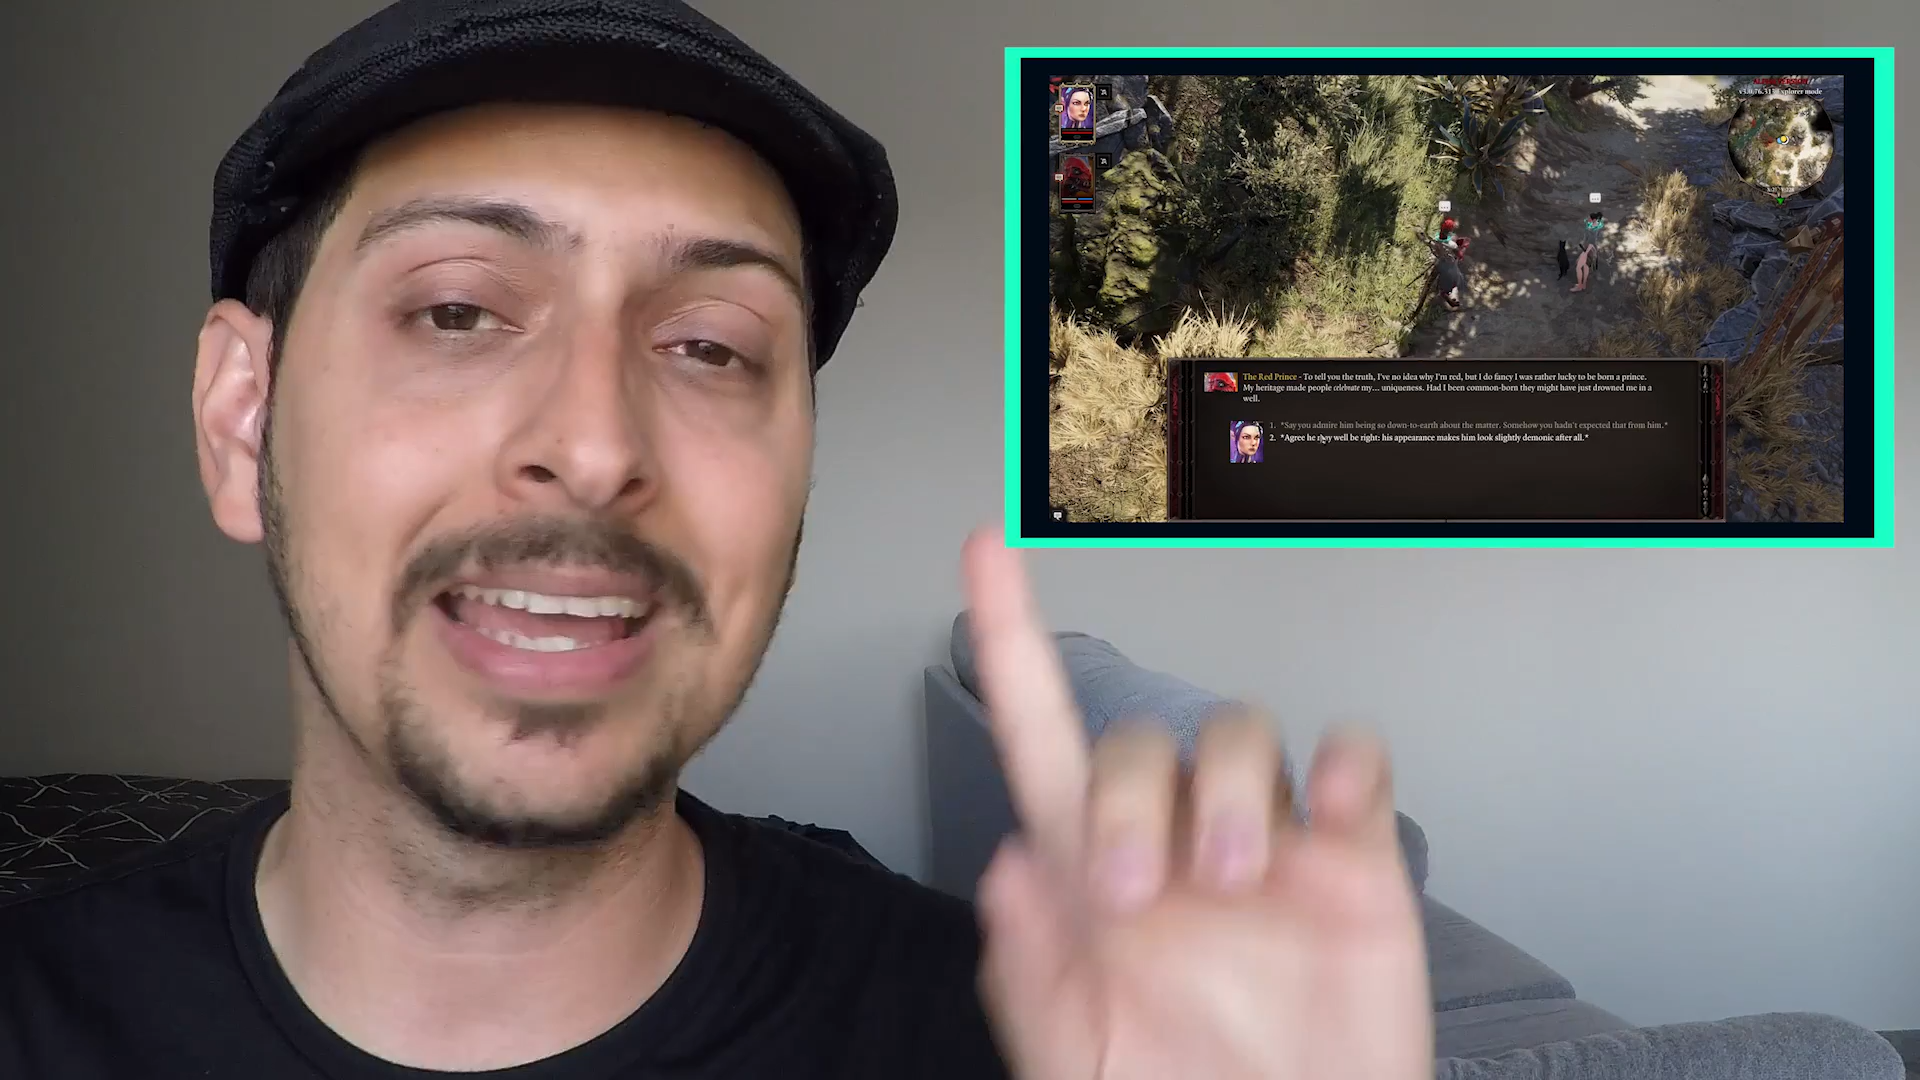 Explorer mode
The Red Prince - To tell you the truth, I've no idea why I'm red, but I do fancy I was rather lucky to be born a prince.
My heritage made people celebrate my... uniqueness. Had I been common-born they might have just drowned me in a
well.
1. *Say you admire him being so down-to-earth about the matter. Somehow you hadn't expected that from him.*
2. *Agree he may well be right: his appearance makes him look slightly demonic after all.*